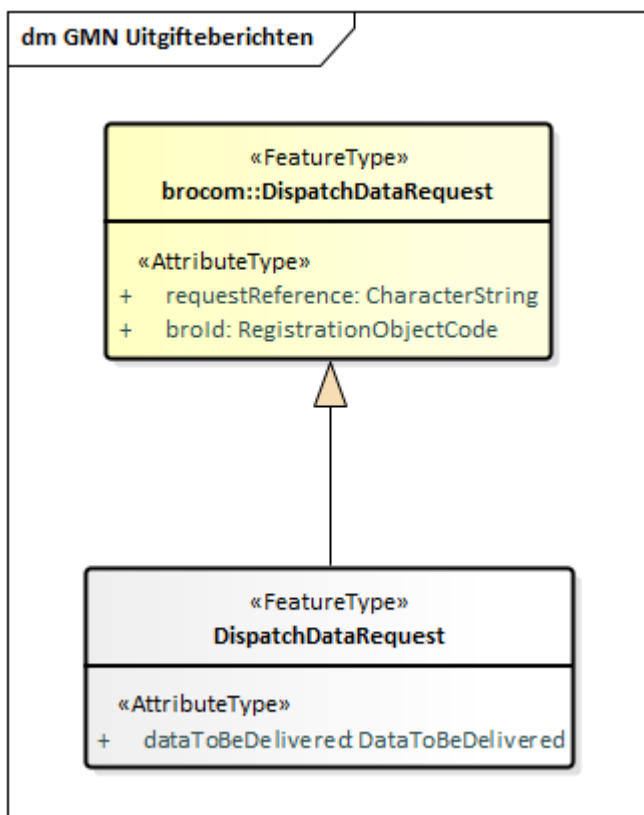 dm GMN Uitgifteberichten
«FeatureType»
brocom::DispatchDataRequest
«AttributeType»
+ requestReference: CharacterString
+ broId: RegistrationObjectCode
«FeatureType»
DispatchDataRequest
«AttributeType»
+ dataToBeDelivered: DataToBeDelivered